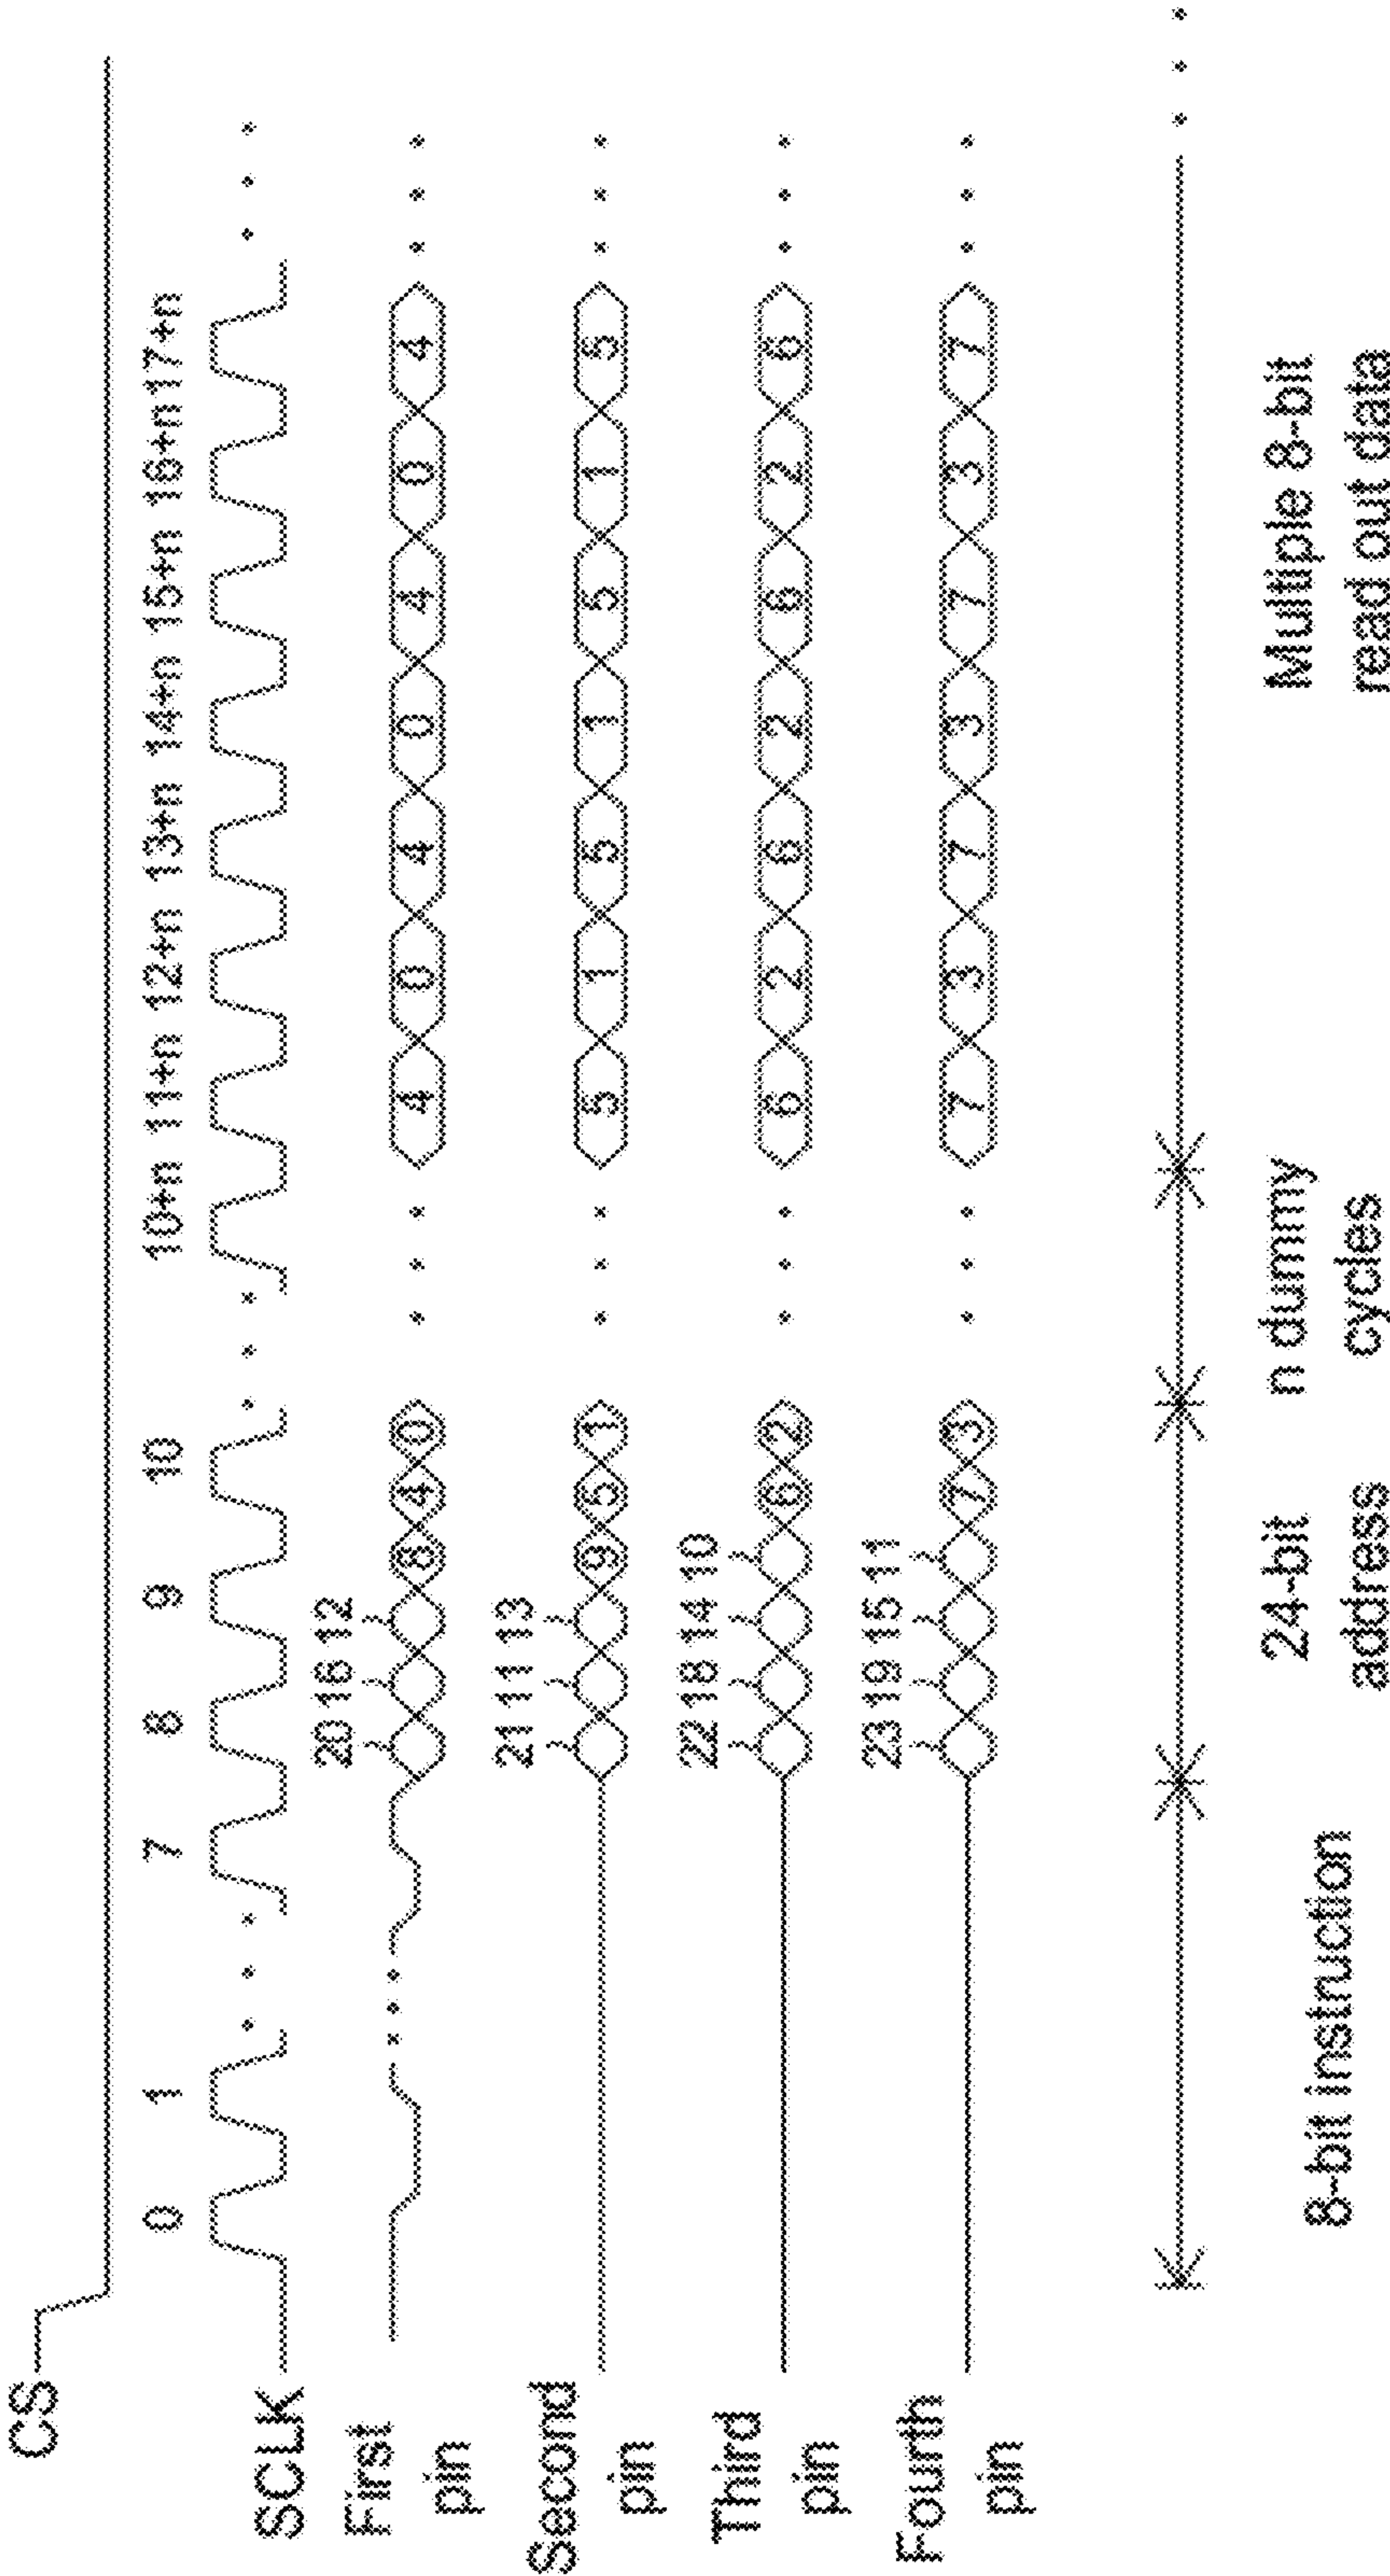 CS
0 1 7 8 9 10 10+n 11+n 12+n 13+n 14+n 15+n 16+n 17+n
SCLK
20 16 12
First
pin
8 4 0 4 0 4 0 4 0 4
21 11 13
Second
pin
9 5 1 5 1 5 1 5 1 5
22 18 14 10
Third
pin
6 2 6 2 6 2 6 2 6
23 19 15 11
Fourth
pin
7 3 7 3 7 3 7 3 7
8-bit instruction
24-bit
address
n dummy
cycles
Multiple 8-bit
read out data